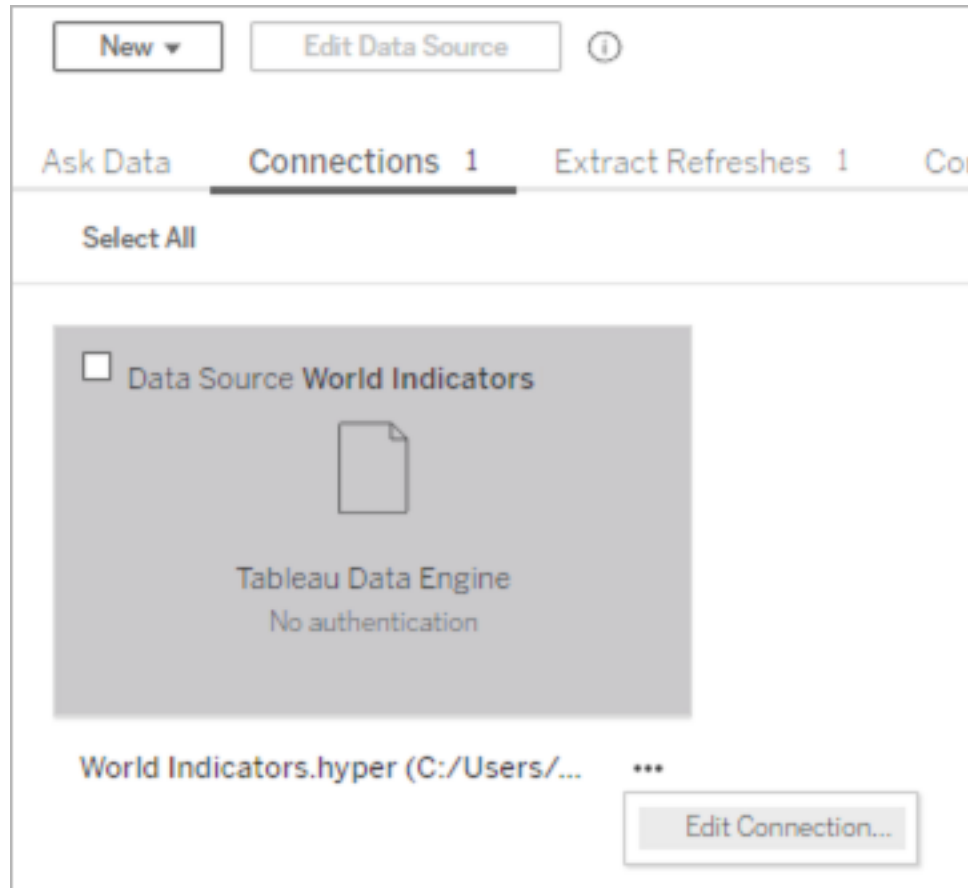 New Edit Data Source
Ask Data Connections 1 Extract Refreshes 1
Select All
Data Source World Indicators
Tableau Data Engine
No authentication
World Indicators.hyper (C:/Users/... •••
Edit Connection...